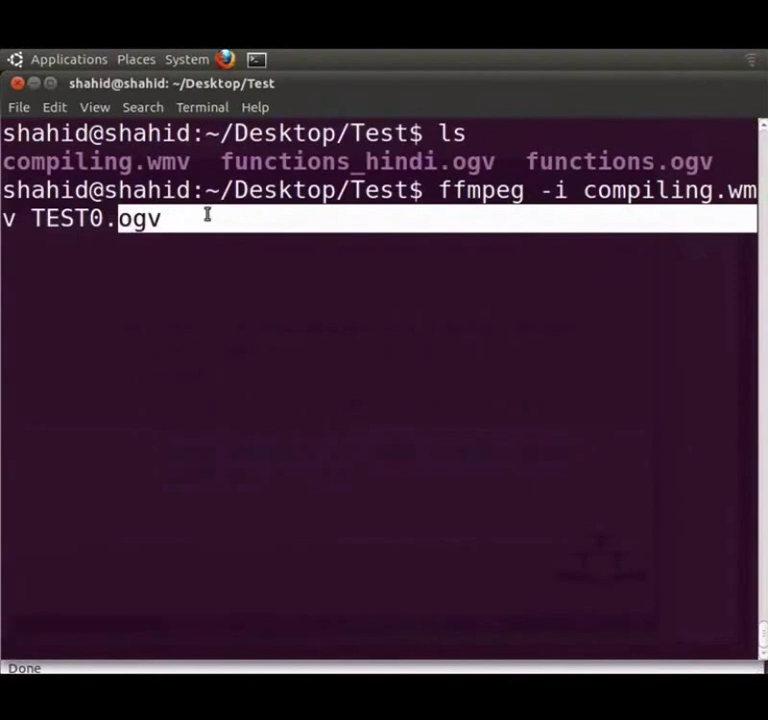 Applications Places System
shahid@shahid: ~/Desktop/Test
File Edit View Search Terminal Help
shahid@shahid:~/Desktop/Test$ ls
compiling.wmv functions_hindi.ogv functions.ogv
shahid@shahid:~/Desktop/Test$ ffmpeg -i compiling.wm
v TEST0.ogv
Done